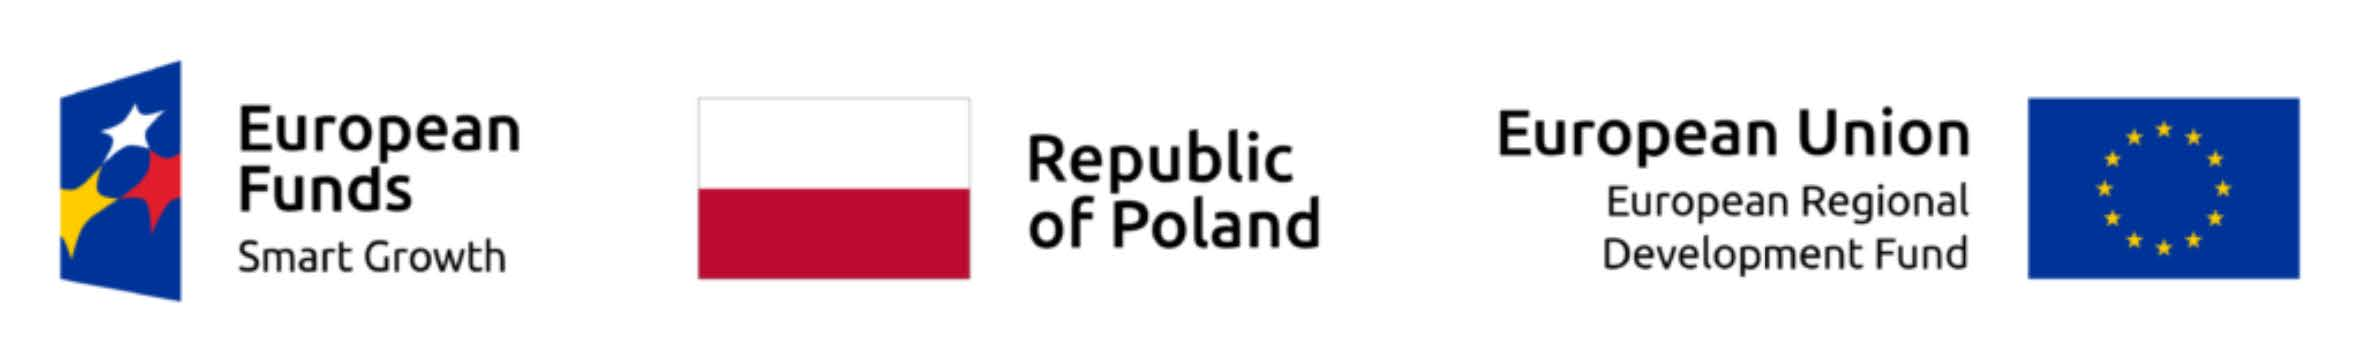 European
Funds
Smart Growth
Republic
of Poland
European Union
European Regional
Development Fund